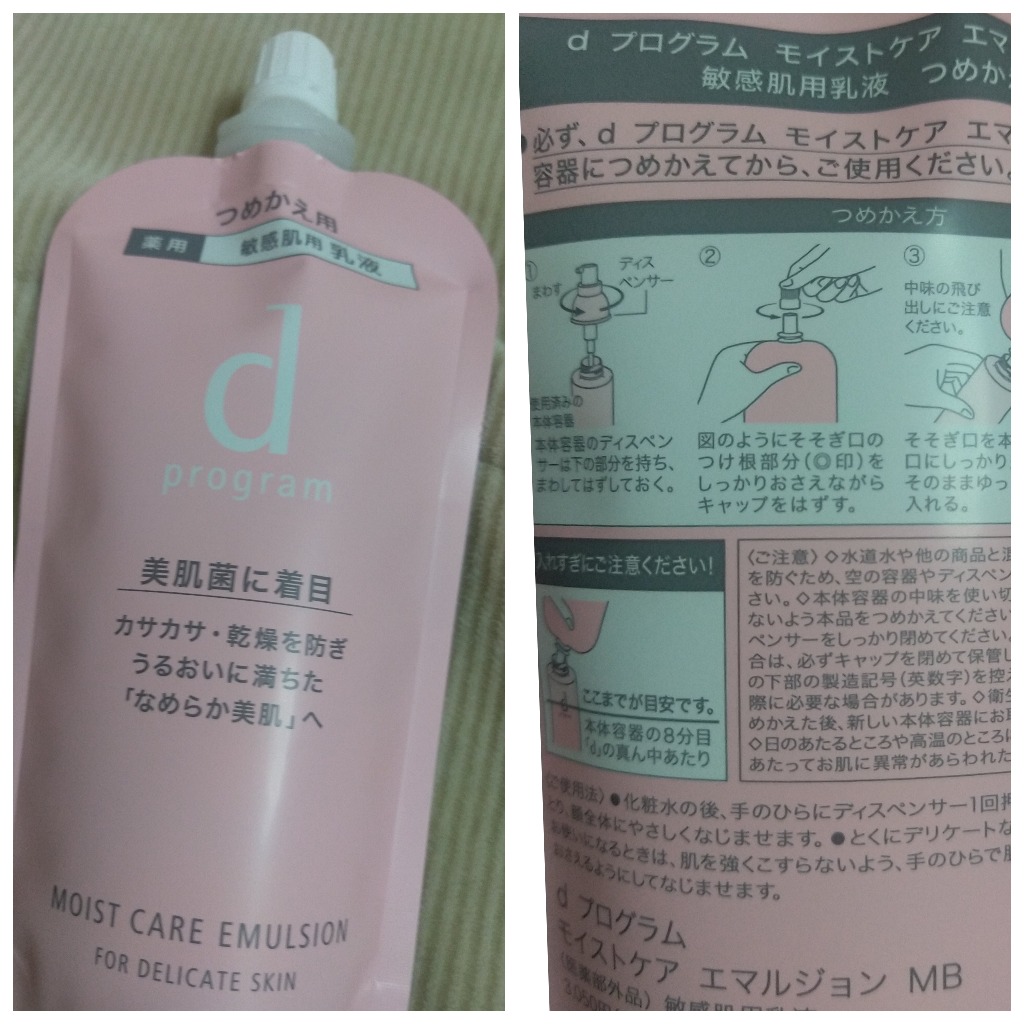 つめかえ用
薬用 敏感肌用 乳液
d
program
美肌菌に着目
カサカサ・乾燥を防ぎ
うるおいに満ちた
「なめらか美肌」へ
MOIST CARE EMULSION
FOR DELICATE SKIN
d プログラム モイストケア エマ
敏感肌用乳液 つめか
●必ず、d プログラム モイストケア エマ
容器につめかえてから、ご使用ください。
つめかえ方
①
まわす
ディス
ペンサー
使用済みの
本体容器
本体容器のディスペン
サーは下の部分を持ち、
まわしてはずしておく。
②
図のようにそそぎ口の
つけ根部分(◎印)を
しっかりおさえながら
キャップをはずす。
③
中味の飛び
出しにご注意
ください。
そそぎ口を本
口にしっかり
そのままゆっ
入れる。
入れすぎにご注意ください!
d
ここまでが目安です。
本体容器の8分目
「d」の真ん中あたり
〈ご注意〉◇水道水や他の商品と混
を防ぐため、空の容器やディスペン
さい。◇本体容器の中味を使い切
ないよう本品をつめかえてください
ペンサーをしっかり閉めてください。
合は、必ずキャップを閉めて保管し
の下部の製造記号(英数字)を控え
際に必要な場合があります。◇衛生
めかえた後、新しい本体容器にお取
◇日のあたるところや高温のところに
あたってお肌に異常があらわれた
〈ご使用法〉●化粧水の後、手のひらにディスペンサー1回押
とり、顔全体にやさしくなじませます。●とくにデリケートな
お使いになるときは、肌を強くこすらないよう、手のひらで肌
おさえるようにしてなじませます。
d プログラム
モイストケア エマルジョン MB
(医薬部外品) 敏感肌用乳液
3,050円